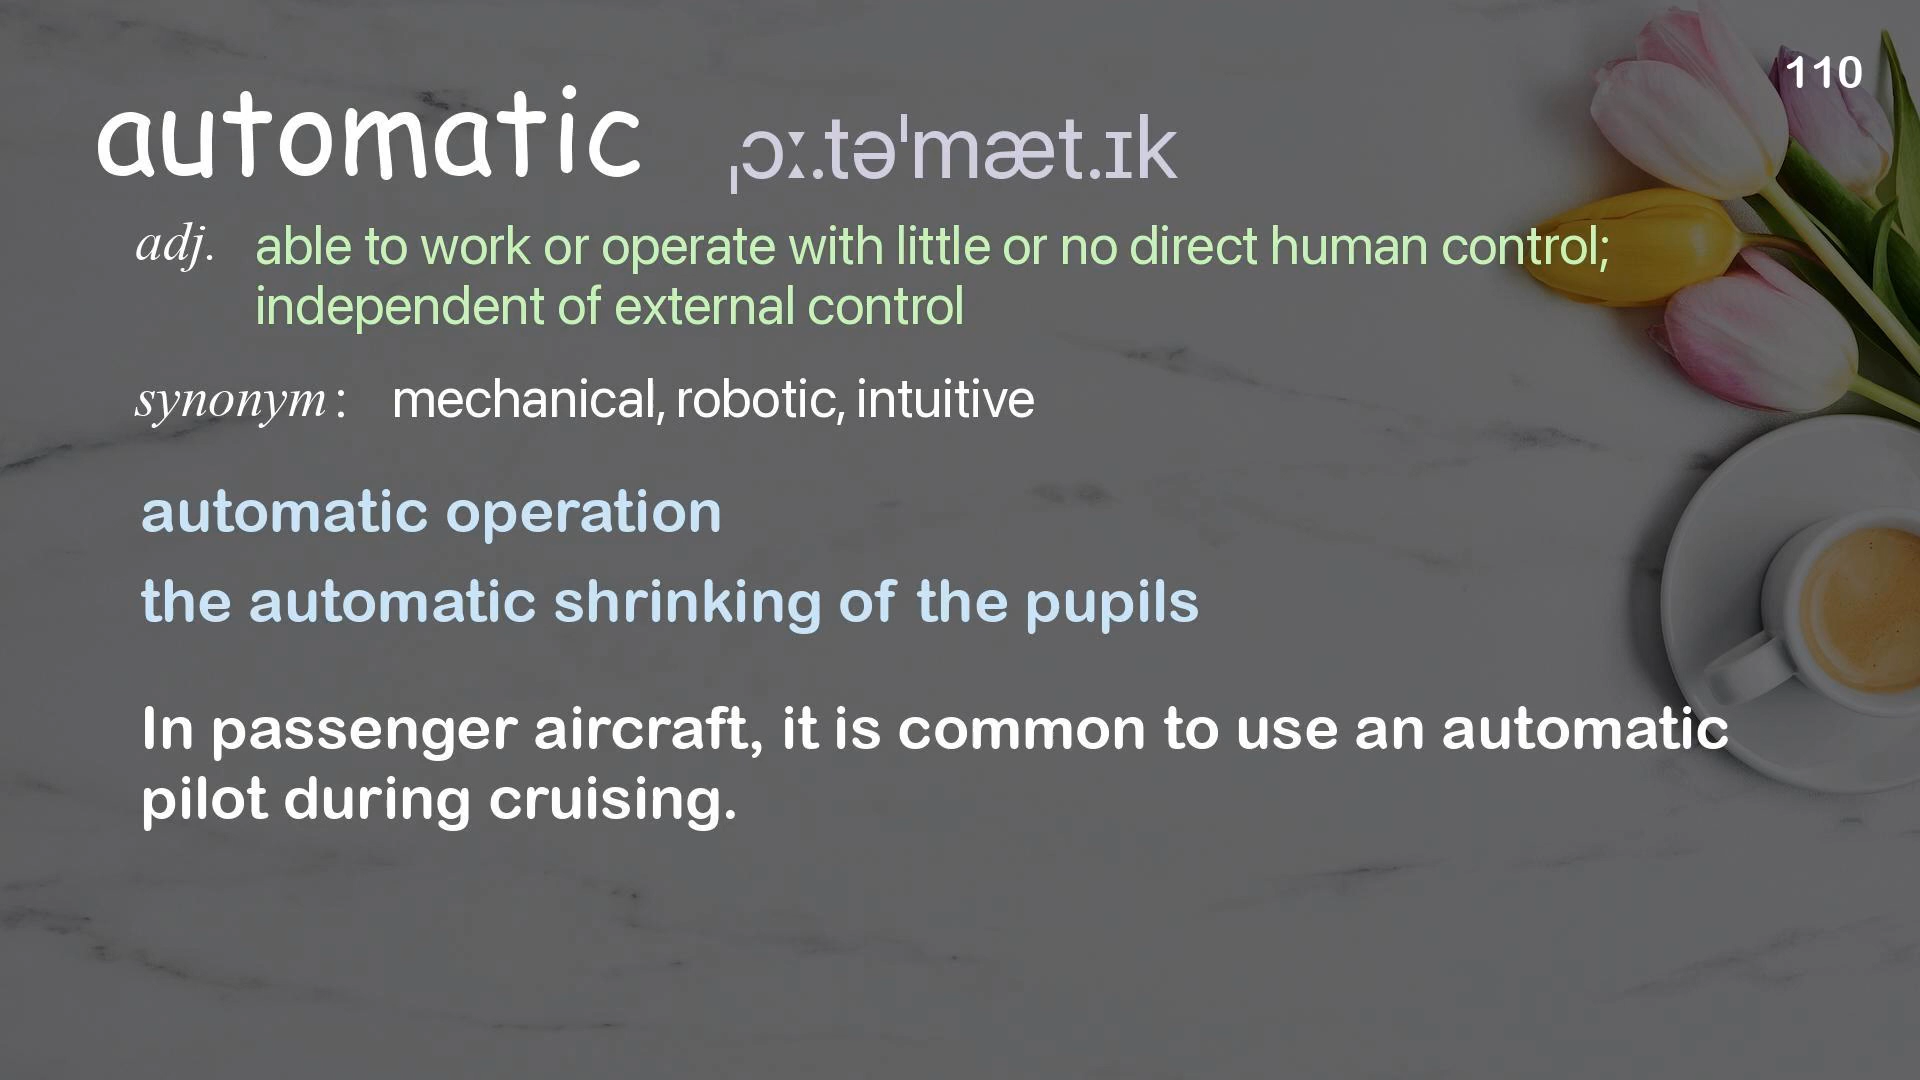 110
automatic ˌɔː.təˈmæt.ɪk
adj. able to work or operate with little or no direct human control;
independent of external control
synonym : mechanical, robotic, intuitive
automatic operation
the automatic shrinking of the pupils
In passenger aircraft, it is common to use an automatic
pilot during cruising.